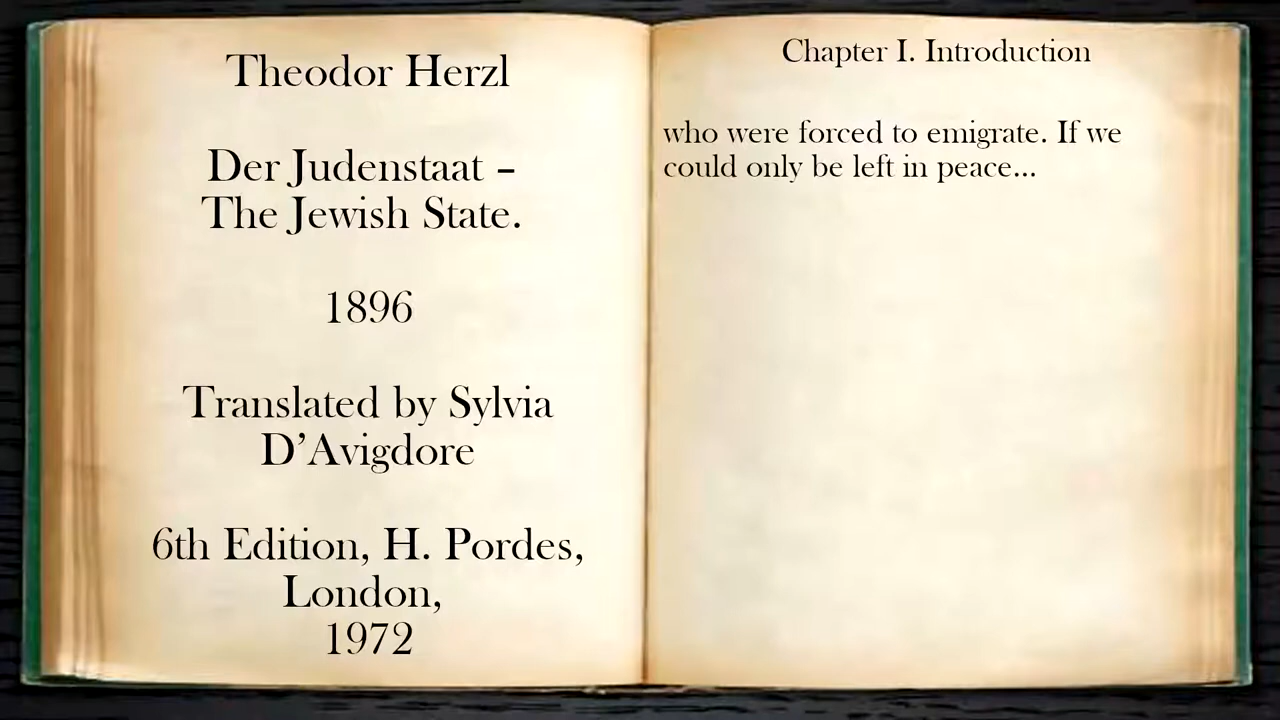 Theodor Herzl
Der Judenstaat –
The Jewish State.
1896
Translated by Sylvia
D’Avigdore
6th Edition, H. Pordes,
London,
1972
Chapter I. Introduction
who were forced to emigrate. If we
could only be left in peace...